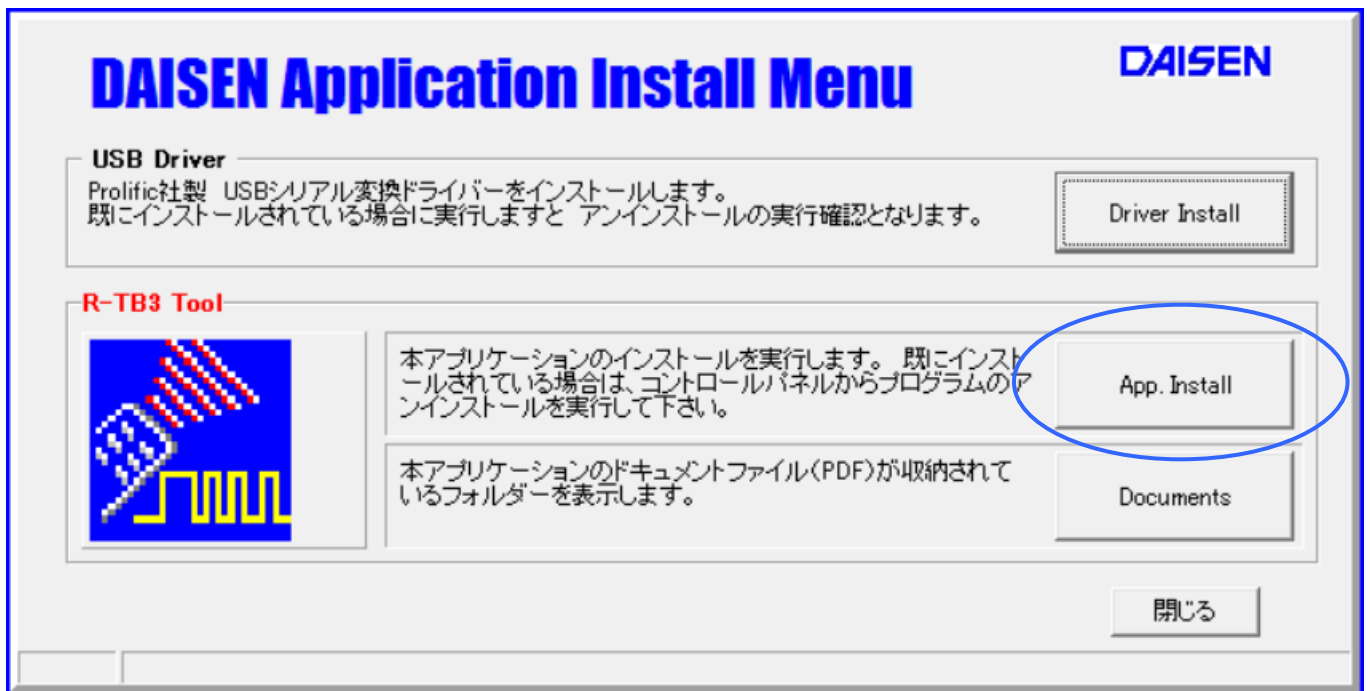 DAISEN Application Install Menu
DAISEN
USB Driver
Prolific社製 USBシリアル変換ドライバーをインストールします。
既にインストールされている場合に実行しますと アンインストールの実行確認となります。
Driver Install
R-TB3 Tool
本アプリケーションのインストールを実行します。 既にインスト
ールされている場合は、コントロールパネルからプログラムのア
ンインストールを実行して下さい。
App. Install
本アプリケーションのドキュメントファイル(PDF)が収納されて
いるフォルダーを表示します。
Documents
閉じる